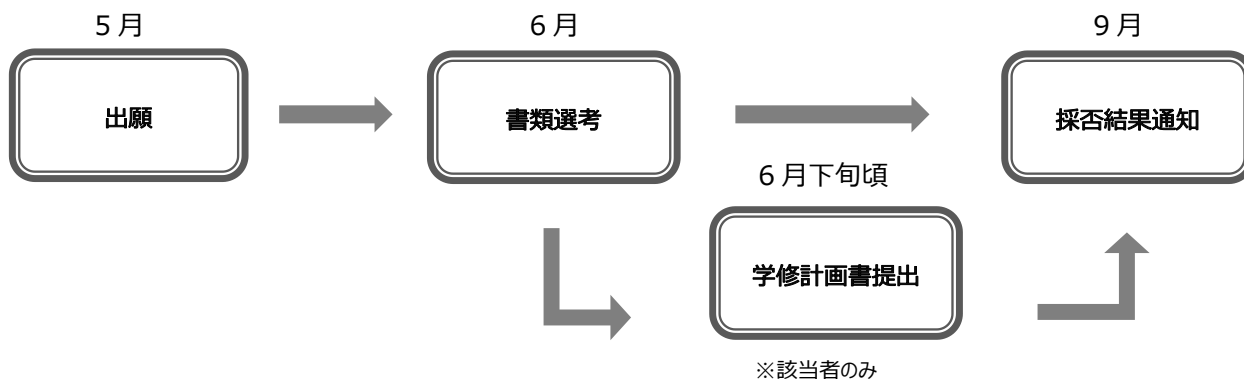 5月
出願
6月
書類選考
9月
採否結果通知
6月下旬頃
学修計画書提出
※該当者のみ